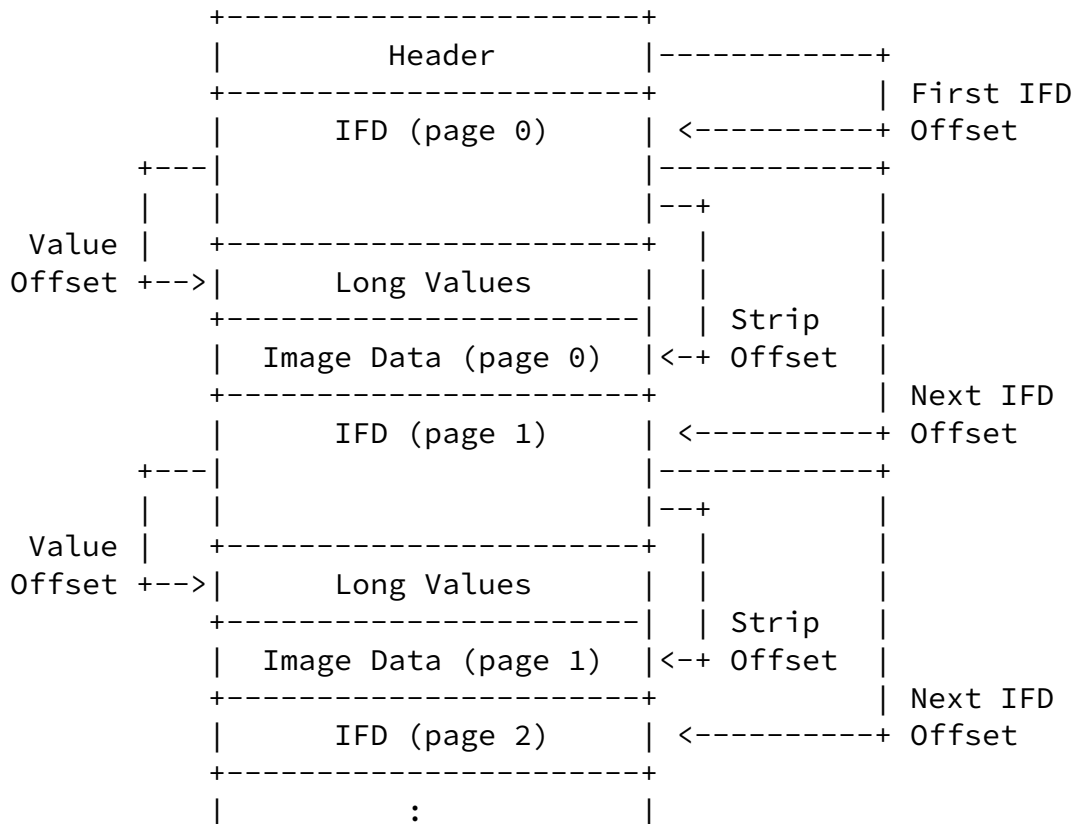 +-----------------------+
|         Header        |------------+
+-----------------------+            | First IFD
|      IFD (page 0)     | <----------+ Offset
+---|                       |------------+
|   |                       |--+         |
Value |   +-----------------------+  |         |
Offset +-->|      Long Values      |  |         |
+-----------------------|  | Strip   |
|  Image Data (page 0)  |<-+ Offset  |
+-----------------------+            | Next IFD
|      IFD (page 1)     | <----------+ Offset
+---|                       |------------+
|   |                       |--+         |
Value |   +-----------------------+  |         |
Offset +-->|      Long Values      |  |         |
+-----------------------|  | Strip   |
|  Image Data (page 1)  |<-+ Offset  |
+-----------------------+            | Next IFD
|      IFD (page 2)     | <----------+ Offset
+-----------------------+
|          :            |